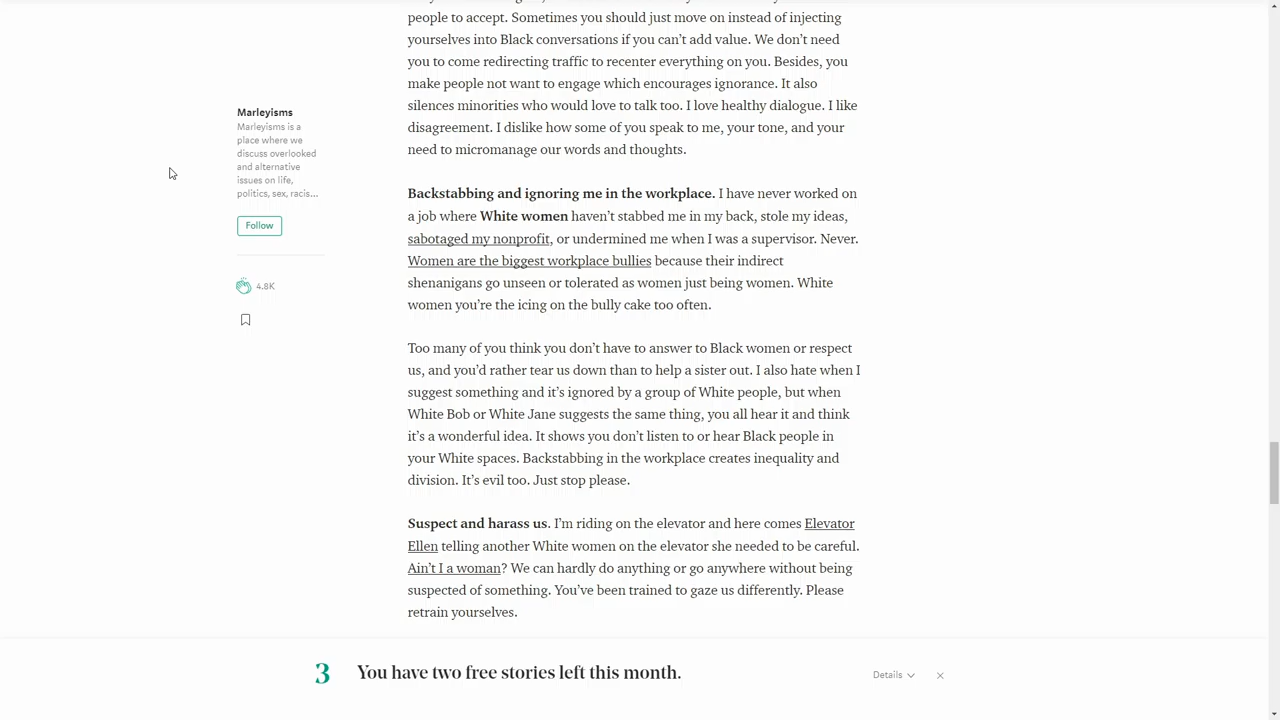 people to accept. Sometimes you should just move on instead of injecting
yourselves into Black conversations if you can’t add value. We don’t need
you to come redirecting traffic to recenter everything on you. Besides, you
make people not want to engage which encourages ignorance. It also
silences minorities who would love to talk too. I love healthy dialogue. I like
disagreement. I dislike how some of you speak to me, your tone, and your
need to micromanage our words and thoughts.
Marleyisms
Marleyisms is a
place where we
discuss overlooked
and alternative
issues on life,
politics, sex, racis...
Follow
4.8K
Backstabbing and ignoring me in the workplace. I have never worked on
a job where White women haven’t stabbed me in my back, stole my ideas,
sabotaged my nonprofit, or undermined me when I was a supervisor. Never.
Women are the biggest workplace bullies because their indirect
shenanigans go unseen or tolerated as women just being women. White
women you’re the icing on the bully cake too often.
Too many of you think you don’t have to answer to Black women or respect
us, and you’d rather tear us down than to help a sister out. I also hate when I
suggest something and it’s ignored by a group of White people, but when
White Bob or White Jane suggests the same thing, you all hear it and think
it’s a wonderful idea. It shows you don’t listen to or hear Black people in
your White spaces. Backstabbing in the workplace creates inequality and
division. It’s evil too. Just stop please.
Suspect and harass us. I’m riding on the elevator and here comes Elevator
Ellen telling another White women on the elevator she needed to be careful.
Ain’t I a woman? We can hardly do anything or go anywhere without being
suspected of something. You’ve been trained to gaze us differently. Please
retrain yourselves.
3 You have two free stories left this month. Details